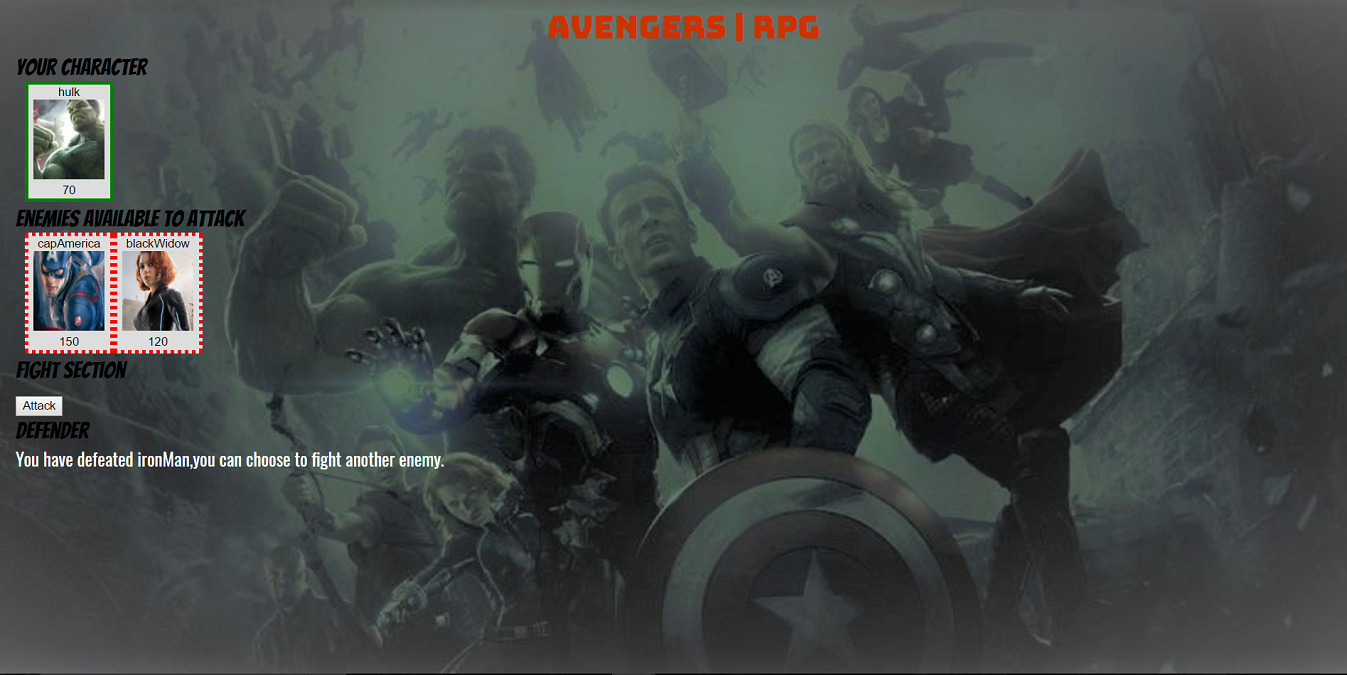 AVENGERS | RPG
YOUR CHARACTER
hulk
70
ENEMIES AVAILABLE TO ATTACK
capAmerica blackWidow
150 120
FIGHT SECTION
Attack
DEFENDER
You have defeated ironMan,you can choose to fight another enemy.